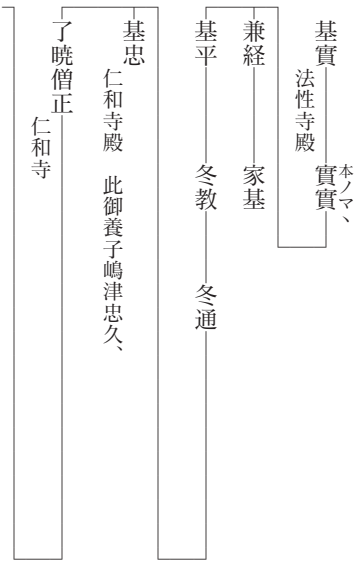 基實 實實
本ノマヽ
法性寺殿
兼経 家基
基平 冬教 冬通
基忠
仁和寺殿 此御養子嶋津忠久、
了暁僧正
仁和寺